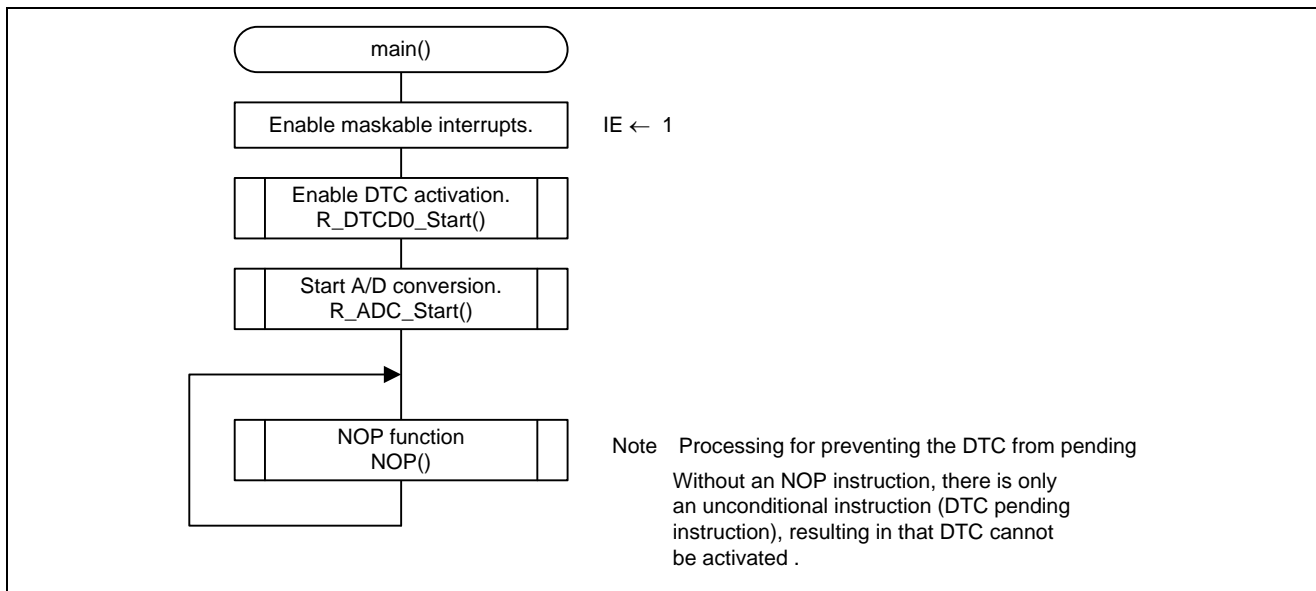 main()
Enable maskable interrupts.
IE ← 1
Enable DTC activation.
R_DTCD0_Start()
Start A/D conversion.
R_ADC_Start()
NOP function
NOP()
Note Processing for preventing the DTC from pending
Without an NOP instruction, there is only
an unconditional instruction (DTC pending
instruction), resulting in that DTC cannot
be activated .